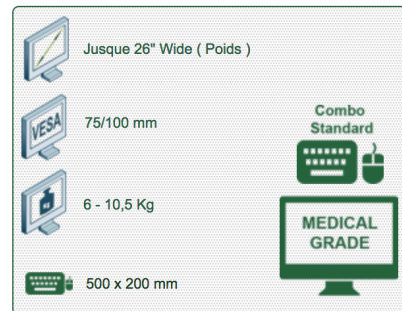 Jusque 26" Wide ( Poids )
VESA
75/100 mm
6 - 10,5 Kg
500 x 200 mm
Combo
Standard
MEDICAL
GRADE